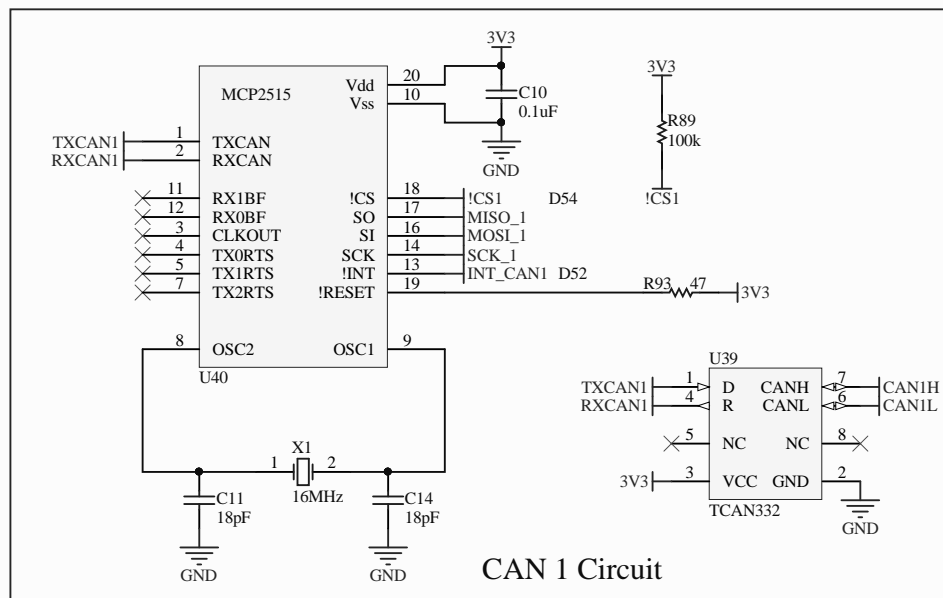 3V3
MCP2515
Vdd 20
Vss 10
C10
0.1uF
GND
3V3
R89
100k
!CS1
TXCAN1 1 TXCAN
RXCAN1 2 RXCAN
11 RX1BF
12 RX0BF
3 CLKOUT
4 TX0RTS
5 TX1RTS
7 TX2RTS
!CS 18 !CS1 D54
SO 17 MISO_1
SI 16 MOSI_1
SCK 14 SCK_1
!INT 13 INT_CAN1 D52
!RESET 19 R93 47 3V3
8 OSC2 OSC1 9
U40
X1
1 2
16MHz
C11
18pF
GND
C14
18pF
GND
U39
TXCAN1 1 D CANH 7 CAN1H
RXCAN1 4 R CANL 6 CAN1L
5 NC NC 8
3V3 3 VCC GND 2
TCAN332
GND
CAN 1 Circuit